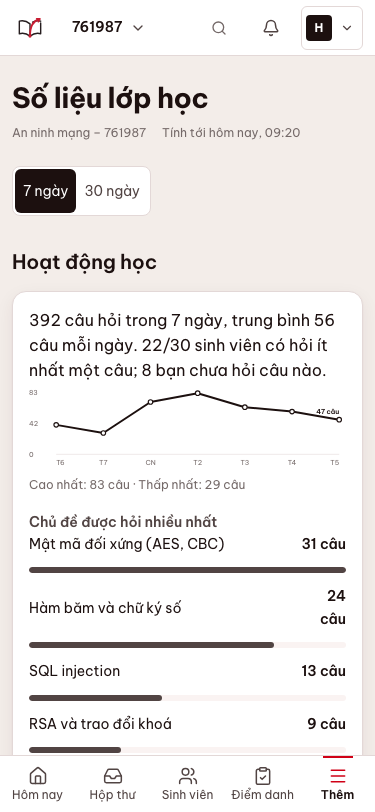 761987
H
Số liệu lớp học
An ninh mạng – 761987 Tính tới hôm nay, 09:20
7 ngày 30 ngày
Hoạt động học
392 câu hỏi trong 7 ngày, trung bình 56
câu mỗi ngày. 22/30 sinh viên có hỏi ít
nhất một câu; 8 bạn chưa hỏi câu nào.
83
42
0
47 câu
T6 T7 CN T2 T3 T4 T5
Cao nhất: 83 câu · Thấp nhất: 29 câu
Chủ đề được hỏi nhiều nhất
Mật mã đối xứng (AES, CBC) 31 câu
Hàm băm và chữ ký số 24
câu
SQL injection 13 câu
RSA và trao đổi khoá 9 câu
Hôm nay Hộp thư Sinh viên Điểm danh Thêm